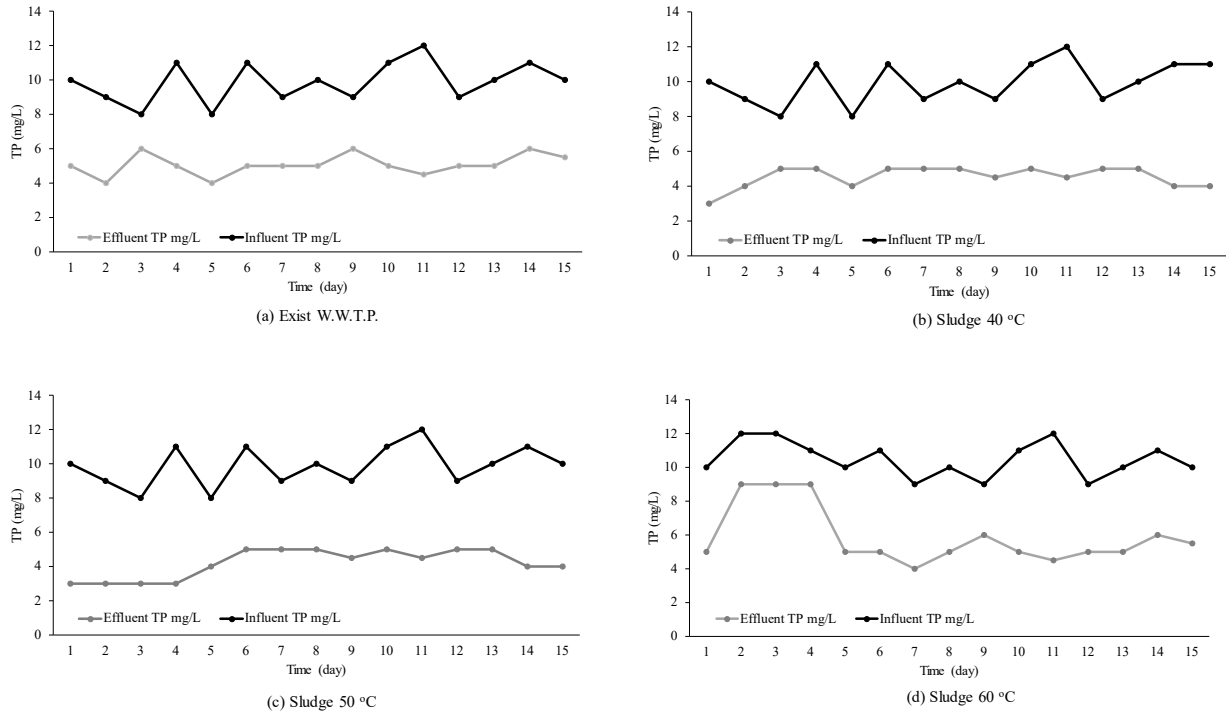 14
12
10
8
6
4
2
0
TP (mg/L)
Effluent TP mg/L Influent TP mg/L
1 2 3 4 5 6 7 8 9 10 11 12 13 14 15
Time (day)
(a) Exist W.W.T.P.
14
12
10
8
6
4
2
0
TP (mg/L)
Effluent TP mg/L Influent TP mg/L
1 2 3 4 5 6 7 8 9 10 11 12 13 14 15
Time (day)
(b) Sludge 40 °C
14
12
10
8
6
4
2
0
TP (mg/L)
Effluent TP mg/L Influent TP mg/L
1 2 3 4 5 6 7 8 9 10 11 12 13 14 15
Time (day)
(c) Sludge 50 °C
14
12
10
8
6
4
2
0
TP (mg/L)
Effluent TP mg/L Influent TP mg/L
1 2 3 4 5 6 7 8 9 10 11 12 13 14 15
Time (day)
(d) Sludge 60 °C